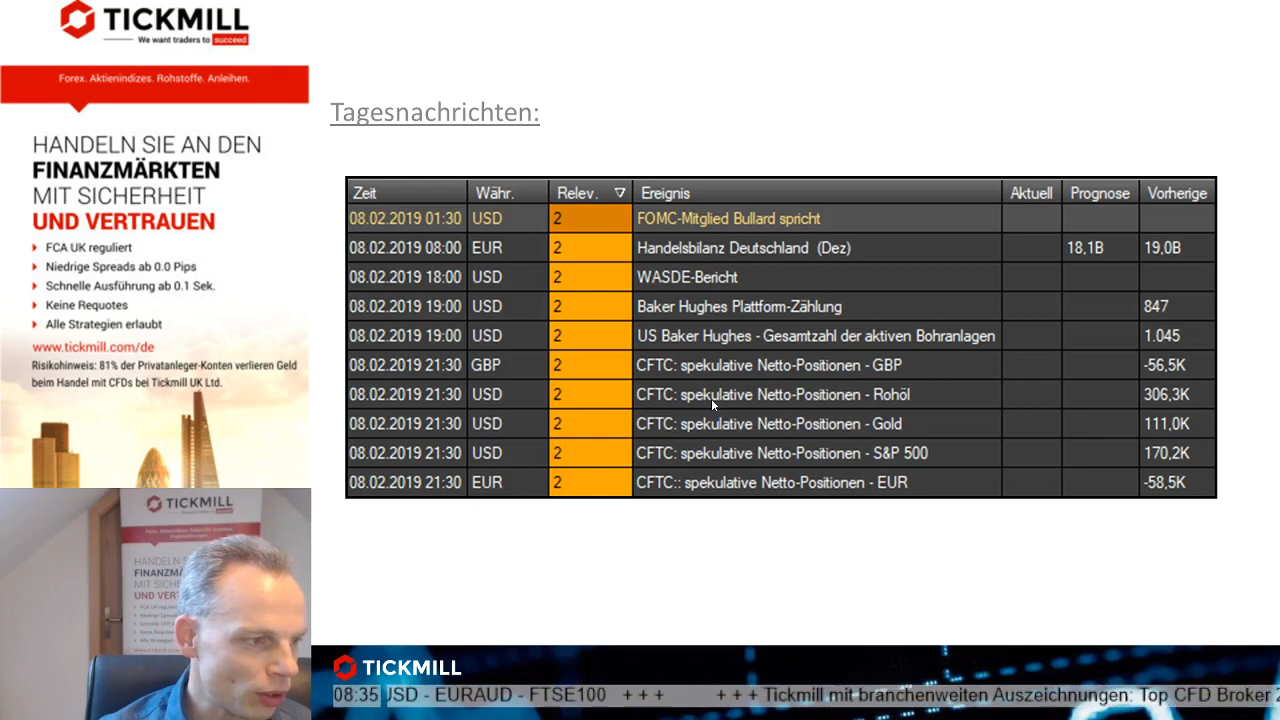 TICKMILL
We want traders to succeed
Forex. Aktienindizes. Rohstoffe. Anleihen.
HANDELN SIE AN DEN
FINANZMÄRKTEN
MIT SICHERHEIT
UND VERTRAUEN
FCA UK reguliert
Niedrige Spreads ab 0.0 Pips
Schnelle Ausführung ab 0.1 Sek.
Keine Requotes
Alle Strategien erlaubt
www.tickmill.com/de
Risikohinweis: 81% der Privatanleger-Konten verlieren Geld
beim Handel mit CFDs bei Tickmill UK Ltd.
Tagesnachrichten:
Zeit Währ. Relev. Ereignis Aktuell Prognose Vorherige
08.02.2019 01:30 USD 2 FOMC-Mitglied Bullard spricht
08.02.2019 08:00 EUR 2 Handelsbilanz Deutschland (Dez) 18,1B 19,0B
08.02.2019 18:00 USD 2 WASDE-Bericht
08.02.2019 19:00 USD 2 Baker Hughes Plattform-Zählung 847
08.02.2019 19:00 USD 2 US Baker Hughes - Gesamtzahl der aktiven Bohranlagen 1.045
08.02.2019 21:30 GBP 2 CFTC: spekulative Netto-Positionen - GBP -56,5K
08.02.2019 21:30 USD 2 CFTC: spekulative Netto-Positionen - Rohöl 306,3K
08.02.2019 21:30 USD 2 CFTC: spekulative Netto-Positionen - Gold 111,0K
08.02.2019 21:30 USD 2 CFTC: spekulative Netto-Positionen - S&P 500 170,2K
08.02.2019 21:30 EUR 2 CFTC:: spekulative Netto-Positionen - EUR -58,5K
TICKMILL
HANDELN S
FINANZMÄ
MIT SICHE
UND VER
FCA UK regulier
TICKMILL
08:35 USD - EURAUD - FTSE100 + + + + + + Tickmill mit branchenweiten Auszeichnungen: Top CFD Broker 2